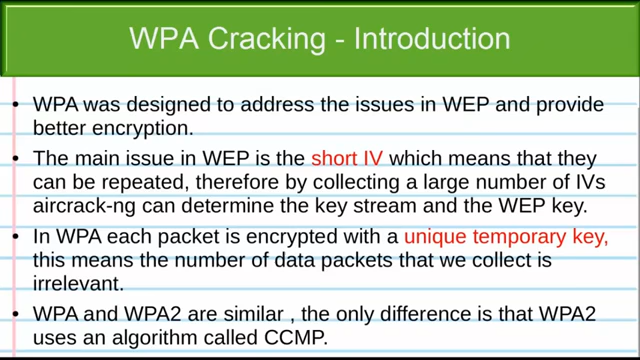 WPA Cracking - Introduction
• WPA was designed to address the issues in WEP and provide
better encryption.
• The main issue in WEP is the short IV which means that they
can be repeated, therefore by collecting a large number of IVs
aircrack-ng can determine the key stream and the WEP key.
• In WPA each packet is encrypted with a unique temporary key,
this means the number of data packets that we collect is
irrelevant.
• WPA and WPA2 are similar , the only difference is that WPA2
uses an algorithm called CCMP.